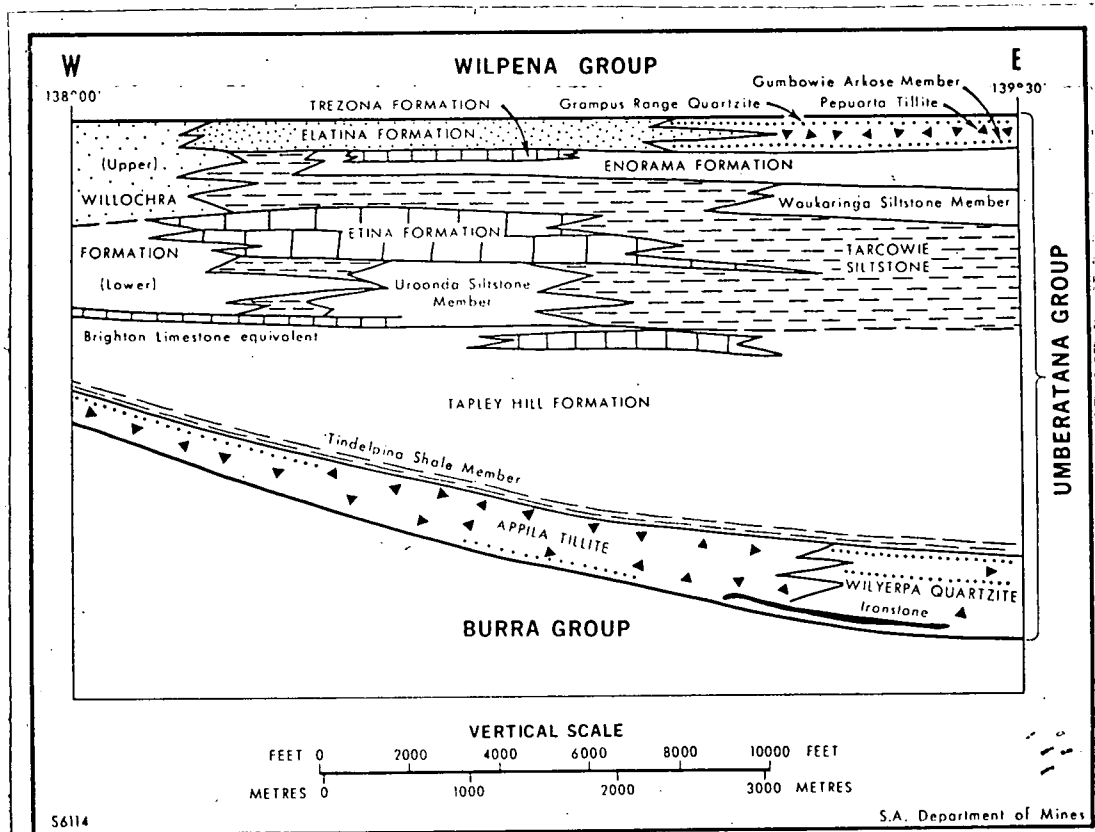 W
E
WILPENA GROUP
138°00'
139°30'
Gumbowie Arkose Member
TREZONA FORMATION
Grampus Range Quartzite
Pepuarta Tillite
ELATINA FORMATION
(Upper)
ENORAMA FORMATION
WILLOCHRA
Waukaringa Siltstone Member
ETINA FORMATION
FORMATION
TARCOWIE
SILTSTONE
(Lower)
Uroonda Siltstone
Member
Brighton Limestone equivalent
UMBERATANA GROUP
TAPLEY HILL FORMATION
Tindelpina Shale Member
APPILA TILLITE
WILYERPA QUARTZITE
Ironstone
BURRA GROUP
VERTICAL SCALE
FEET 0 2000 4000 6000 8000 10000 FEET
METRES 0 1000 2000 3000 METRES
S6114
S.A. Department of Mines